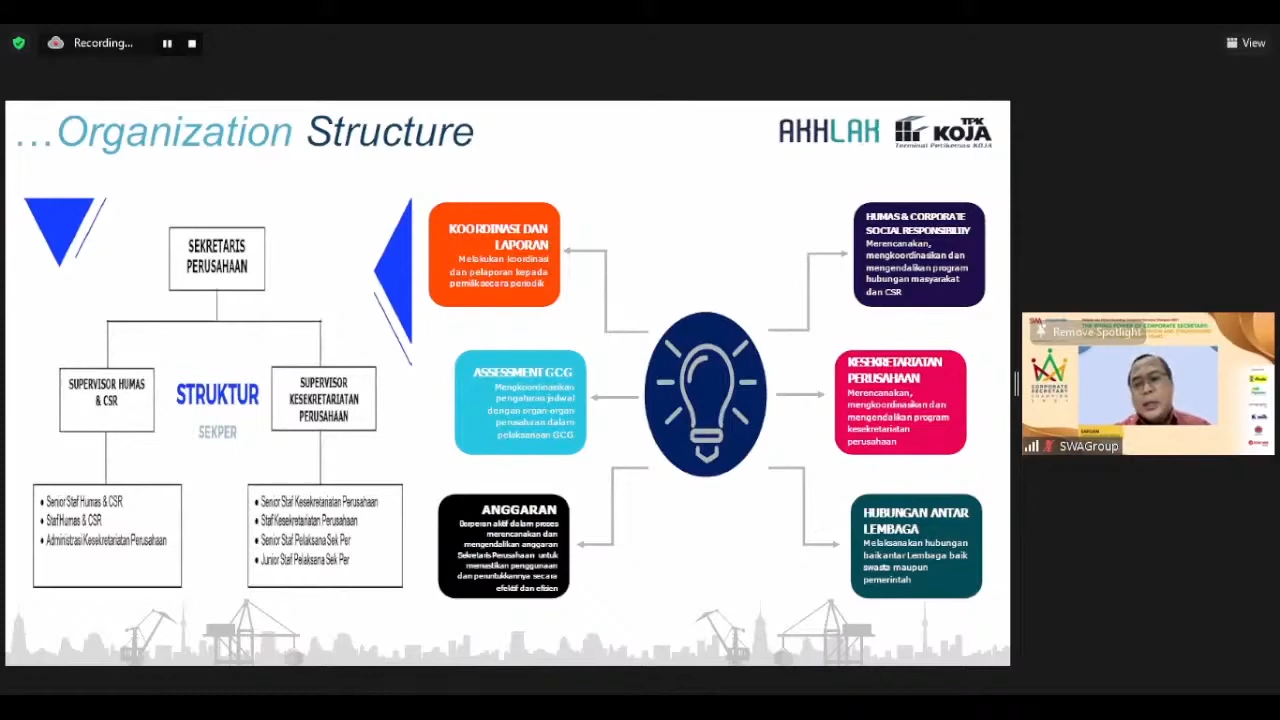 Recording...
View
...Organization Structure
AKHLAK
TPK
KOJA
Terminal Petikemas KOJA
SEKRETARIS
PERUSAHAAN
SUPERVISOR HUMAS
& CSR
STRUKTUR
SEKPER
SUPERVISOR
KESEKRETARIATAN
PERUSAHAAN
• Senior Staf Humas & CSR
• Staf Humas & CSR
• Administrasi Kesekretariatan Perusahaan
• Senior Staf Kesekretariatan Perusahaan
• Staf Kesekretariatan Perusahaan
• Senior Staf Pelaksana Sek Per
• Junior Staf Pelaksana Sek Per
KOORDINASI DAN
LAPORAN
Melakukan koordinasi
dan pelaporan kepada
pemilik secara periodik
ASSESSMENT GCG
Mengkoordinasikan
pengaturan jadwal
dengan organ-organ
perusahaan dalam
pelaksanaan GCG
ANGGARAN
Berperan aktif dalam proses
merencanakan dan
mengendalikan anggaran
Sekretaris Perusahaan untuk
memastikan penggunaan
dan peruntukkannya secara
efektif dan efisien
HUMAS & CORPORATE
SOCIAL RESPONSIBILITY
Merencanakan,
mengkoordinasikan dan
mengendalikan program
hubungan masyarakat
dan CSR
KESEKRETARIATAN
PERUSAHAAN
Merencanakan,
mengkordinasikan dan
mengendalikan program
kesekretariatan
perusahaan
HUBUNGAN ANTAR
LEMBAGA
Melaksanakan hubungan
baik antar Lembaga baik
swasta maupun
pemerintah
Remove Spotlight
CORPORATE
SECRETARY
CHAMPION
SWAGroup